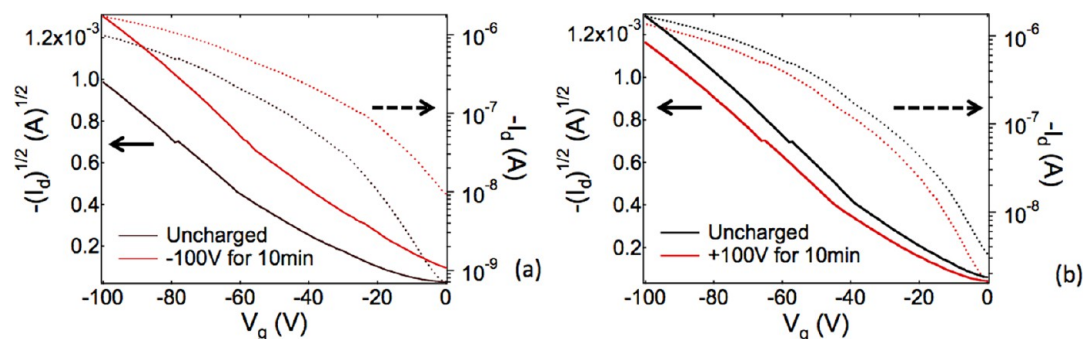 1.2x10⁻³
1.0
0.8
0.6
0.4
0.2
-(I_d)^1/2 (A)^1/2
-100
-80
-60
-40
-20
0
V_g (V)
10⁻⁶
10⁻⁷
10⁻⁸
10⁻⁹
-I_d (A)
Uncharged
-100V for 10min
(a)
1.2x10⁻³
1.0
0.8
0.6
0.4
0.2
-(I_d)^1/2 (A)^1/2
-100
-80
-60
-40
-20
0
V_g (V)
10⁻⁶
10⁻⁷
10⁻⁸
-I_d (A)
Uncharged
+100V for 10min
(b)